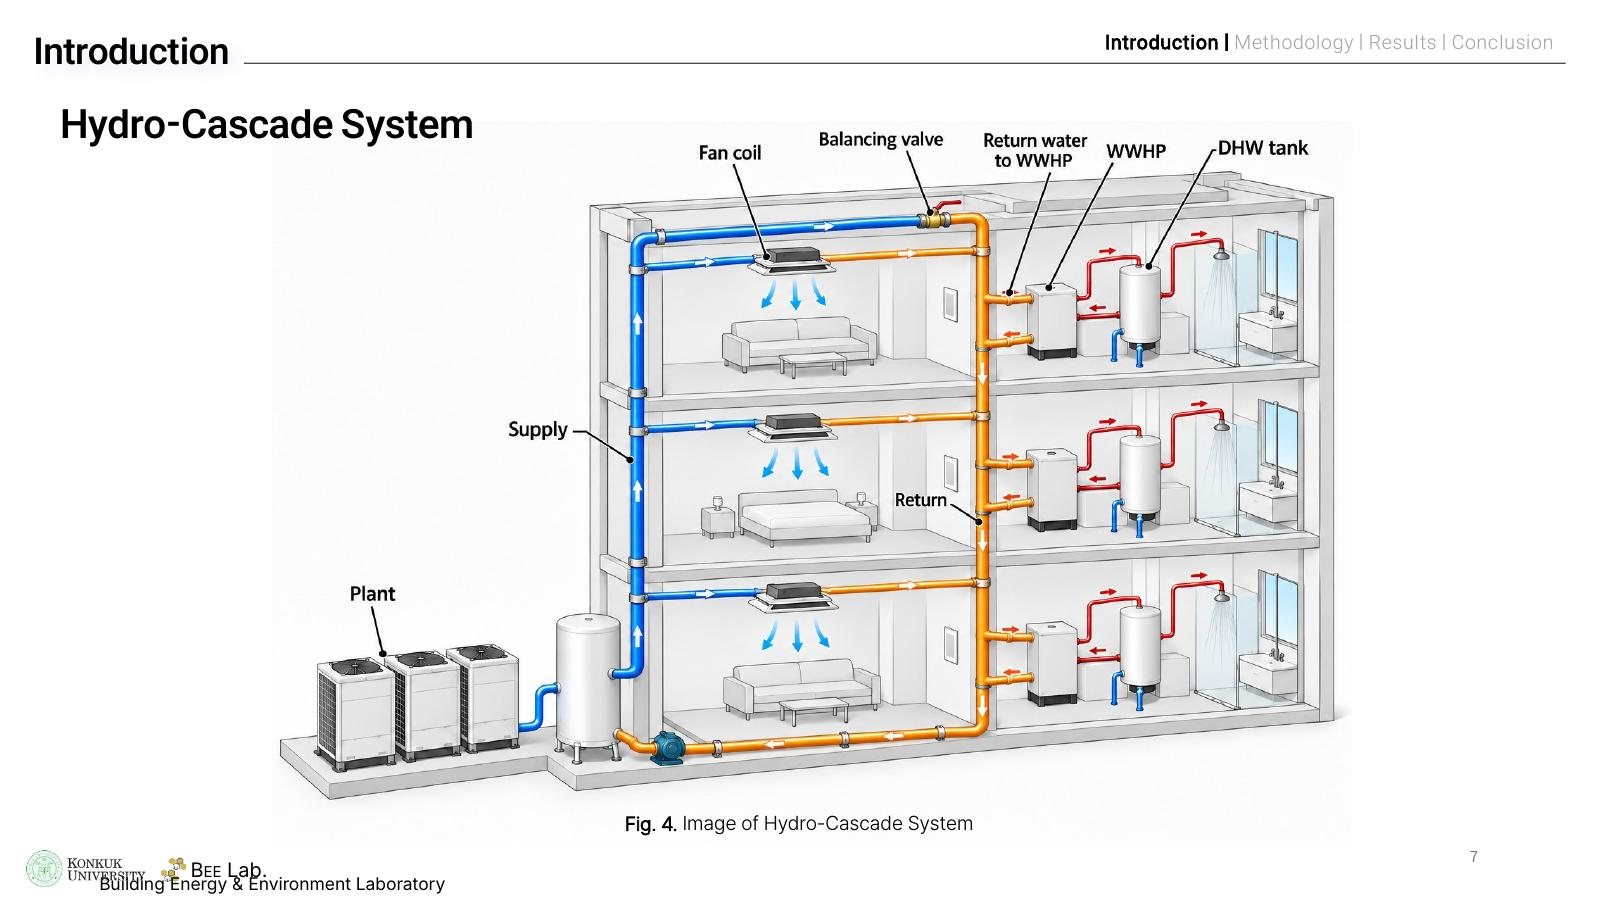 Introduction
Introduction | Methodology | Results | Conclusion
Hydro-Cascade System
Fan coil
Balancing valve
Return water
to WWHP
WWHP
DHW tank
Supply
Return
Plant
Fig. 4. Image of Hydro-Cascade System
KONKUK
UNIVERSITY
BEE Lab.
Building Energy & Environment Laboratory
7